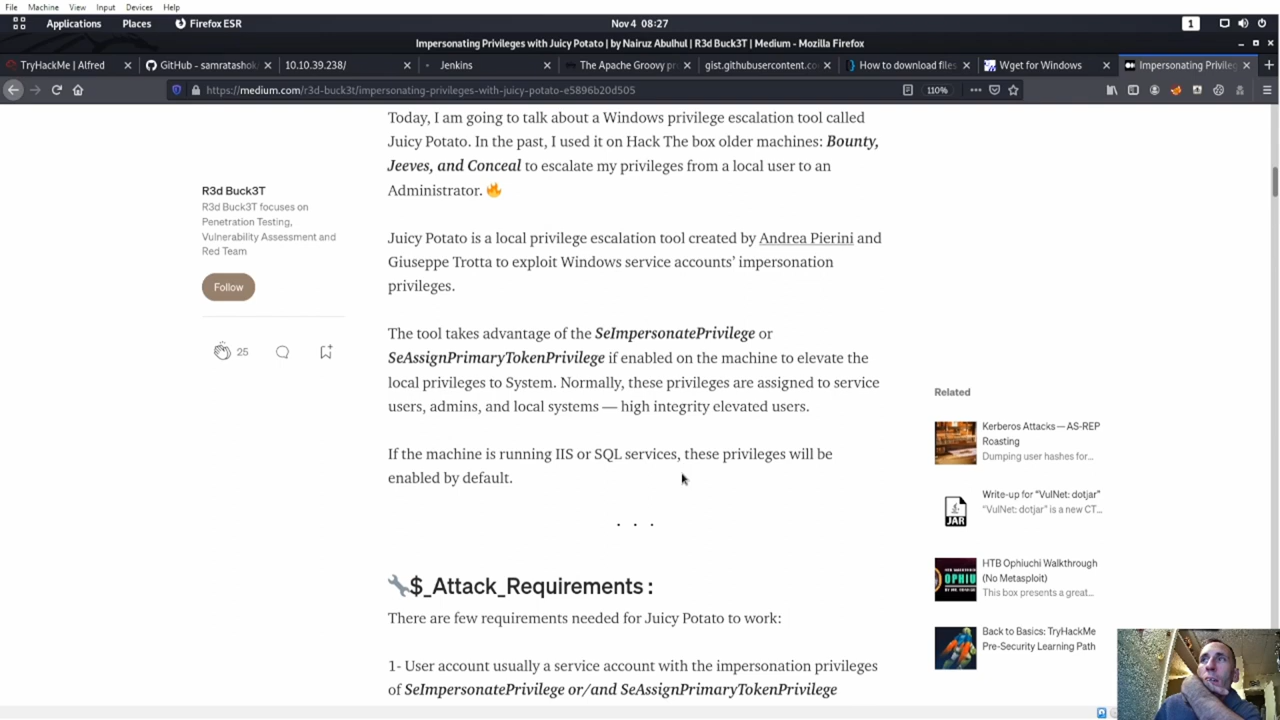 File Machine View Input Devices Help
Applications Places Firefox ESR Nov 4 08:27 1
Impersonating Privileges with Juicy Potato | by Nairuz Abulhul | R3d Buck3T | Medium - Mozilla Firefox
TryHackMe | Alfred GitHub - samratashok 10.10.39.238/ Jenkins The Apache Groovy pr gist.githubusercontent.co How to download files Wget for Windows Impersonating Privileg
https://medium.com/r3d-buck3t/impersonating-privileges-with-juicy-potato-e5896b20d505 110%
Today, I am going to talk about a Windows privilege escalation tool called
Juicy Potato. In the past, I used it on Hack The box older machines: Bounty,
Jeeves, and Conceal to escalate my privileges from a local user to an
Administrator. 🔥
R3d Buck3T
R3d Buck3T focuses on
Penetration Testing,
Vulnerability Assessment and
Red Team
Follow
25
Juicy Potato is a local privilege escalation tool created by Andrea Pierini and
Giuseppe Trotta to exploit Windows service accounts’ impersonation
privileges.
The tool takes advantage of the SeImpersonatePrivilege or
SeAssignPrimaryTokenPrivilege if enabled on the machine to elevate the
local privileges to System. Normally, these privileges are assigned to service
users, admins, and local systems — high integrity elevated users.
If the machine is running IIS or SQL services, these privileges will be
enabled by default.
. . .
🔧$_Attack_Requirements :
There are few requirements needed for Juicy Potato to work:
1- User account usually a service account with the impersonation privileges
of SeImpersonatePrivilege or/and SeAssignPrimaryTokenPrivilege
Related
Kerberos Attacks — AS-REP
Roasting
Dumping user hashes for...
Write-up for “VulNet: dotjar”
“VulNet: dotjar” is a new CT...
JAR
HTB Ophiuchi Walkthrough
(No Metasploit)
This box presents a great...
OPHIU
Back to Basics: TryHackMe
Pre-Security Learning Path